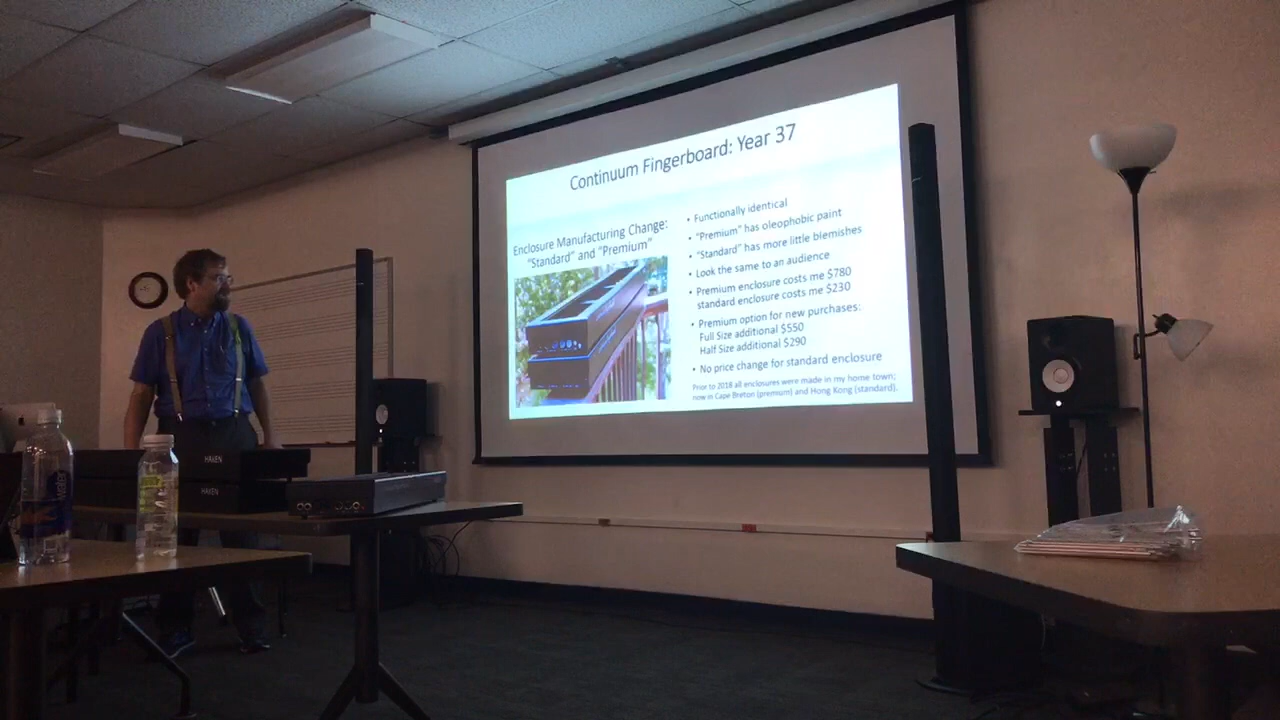 Continuum Fingerboard: Year 37
Enclosure Manufacturing Change:
"Standard" and "Premium"
• Functionally identical
• "Premium" has oleophobic paint
• "Standard" has more little blemishes
• Look the same to an audience
• Premium enclosure costs me $780
standard enclosure costs me $230
• Premium option for new purchases:
Full Size additional $550
Half Size additional $290
• No price change for standard enclosure
Prior to 2018 all enclosures were made in my home town;
now in Cape Breton (premium) and Hong Kong (standard).
HAKEN
HAKEN
water